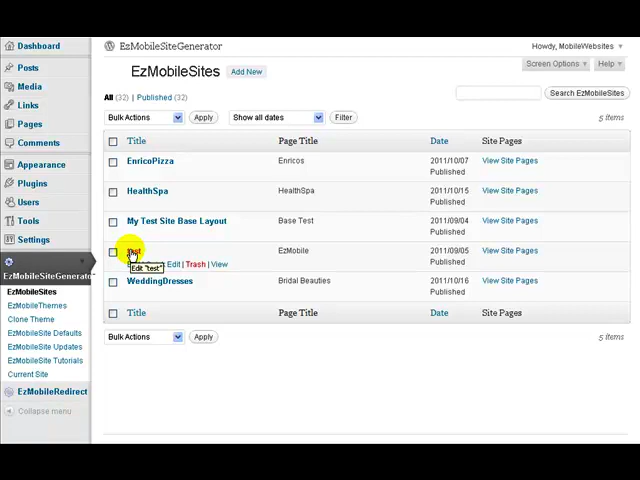 Dashboard
EzMobileSiteGenerator
Howdy, MobileWebsites
Posts
Media
Links
Pages
Comments
Appearance
Plugins
Users
Tools
Settings
EzMobileSiteGenerato
EzMobileSites
EzMobileThemes
Clone Theme
EzMobileSite Defaults
EzMobileSite Updates
EzMobileSite Tutorials
Current Site
EzMobileRedirect
Collapse menu
Screen Options
Help
EzMobileSites Add New
All (32) | Published (32)
Search EzMobileSites
Bulk Actions Apply Show all dates Filter 5 items
Title Page Title Date Site Pages
EnricoPizza Enricos 2011/10/07 Published View Site Pages
HealthSpa HealthSpa 2011/10/15 Published View Site Pages
My Test Site Base Layout Base Test 2011/09/04 Published View Site Pages
test EzMobile 2011/09/05 Published View Site Pages
Edit | Trash | View
Edit "test"
WeddingDresses Bridal Beauties 2011/10/16 Published View Site Pages
Title Page Title Date Site Pages
Bulk Actions Apply 5 items